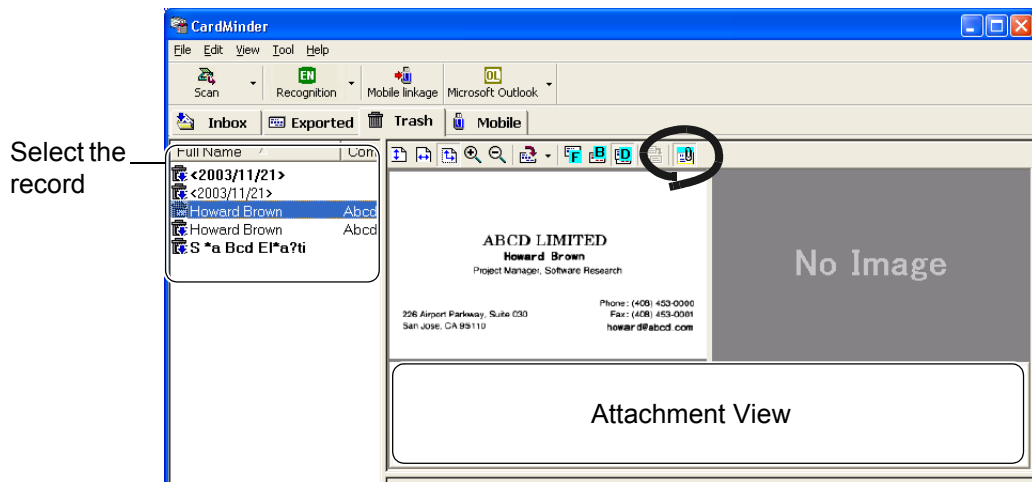 CardMinder
File Edit View Tool Help
EN OL
Scan Recognition Mobile linkage Microsoft Outlook
Inbox Exported Trash Mobile
Select the
record
Full Name Com
F B D
<2003/11/21>
<2003/11/21>
Howard Brown Abcd
Howard Brown Abcd
S *a Bcd El*a?ti
ABCD LIMITED
Howard Brown
Project Manager, Software Research
226 Airport Parkway, Suite 030
San Jose, CA 95110
Phone: (408) 453-0000
Fax: (408) 453-0001
howard@abcd.com
No Image
Attachment View